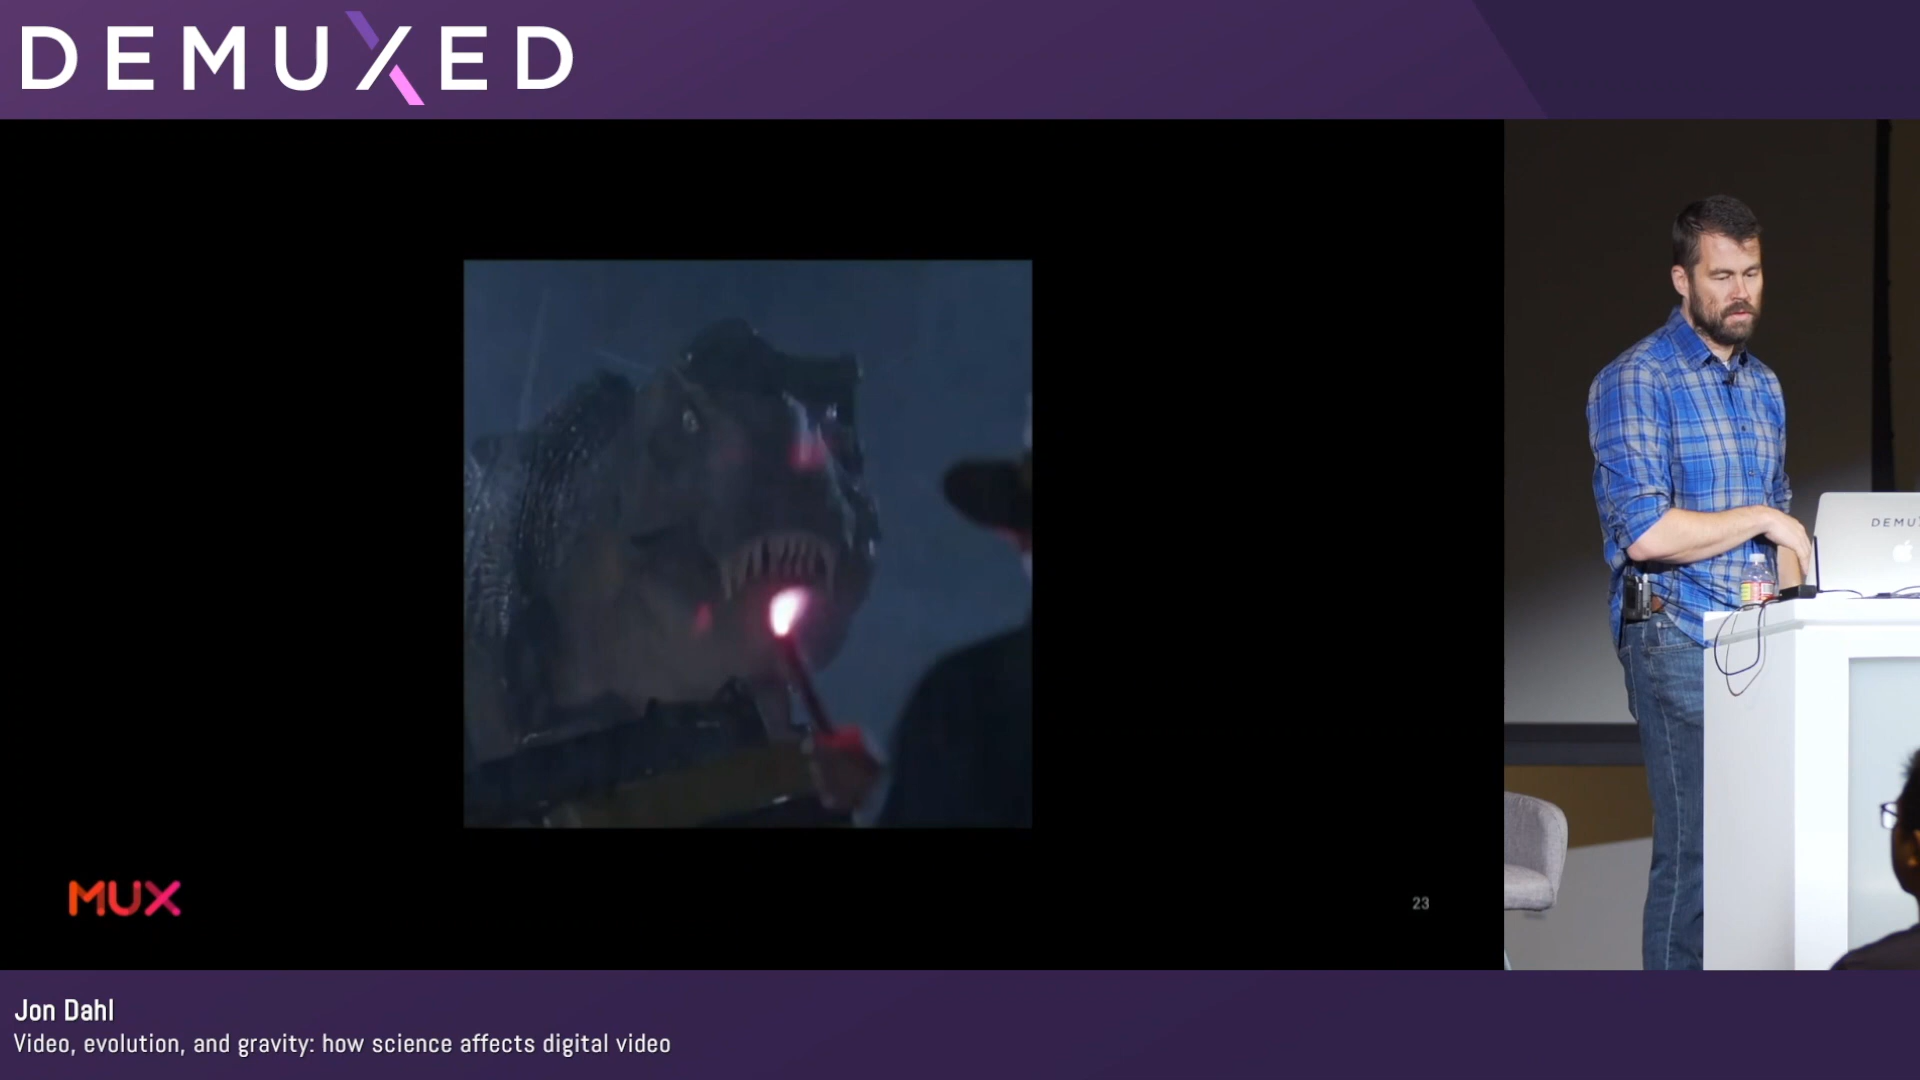 DEMUXED
DEMU
MUX
23
Jon Dahl
Video, evolution, and gravity: how science affects digital video